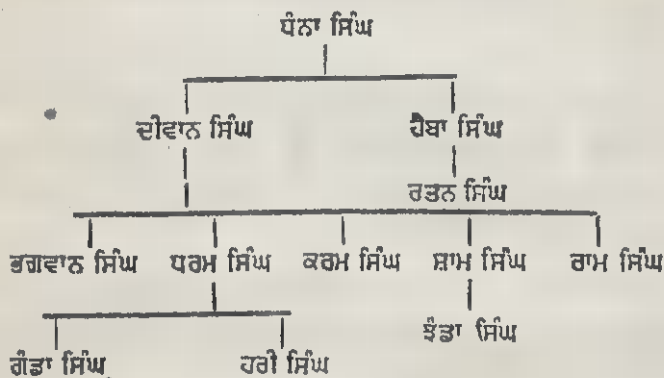 ਧੰਨਾ ਸਿੰਘ
ਦੀਵਾਨ ਸਿੰਘ ਹੈਬਾ ਸਿੰਘ
ਰਤਨ ਸਿੰਘ
ਭਗਵਾਨ ਸਿੰਘ ਧਰਮ ਸਿੰਘ ਕਰਮ ਸਿੰਘ ਸ਼ਾਮ ਸਿੰਘ ਰਾਮ ਸਿੰਘ
ਝੰਡਾ ਸਿੰਘ
ਗੰਡਾ ਸਿੰਘ ਹਰੀ ਸਿੰਘ